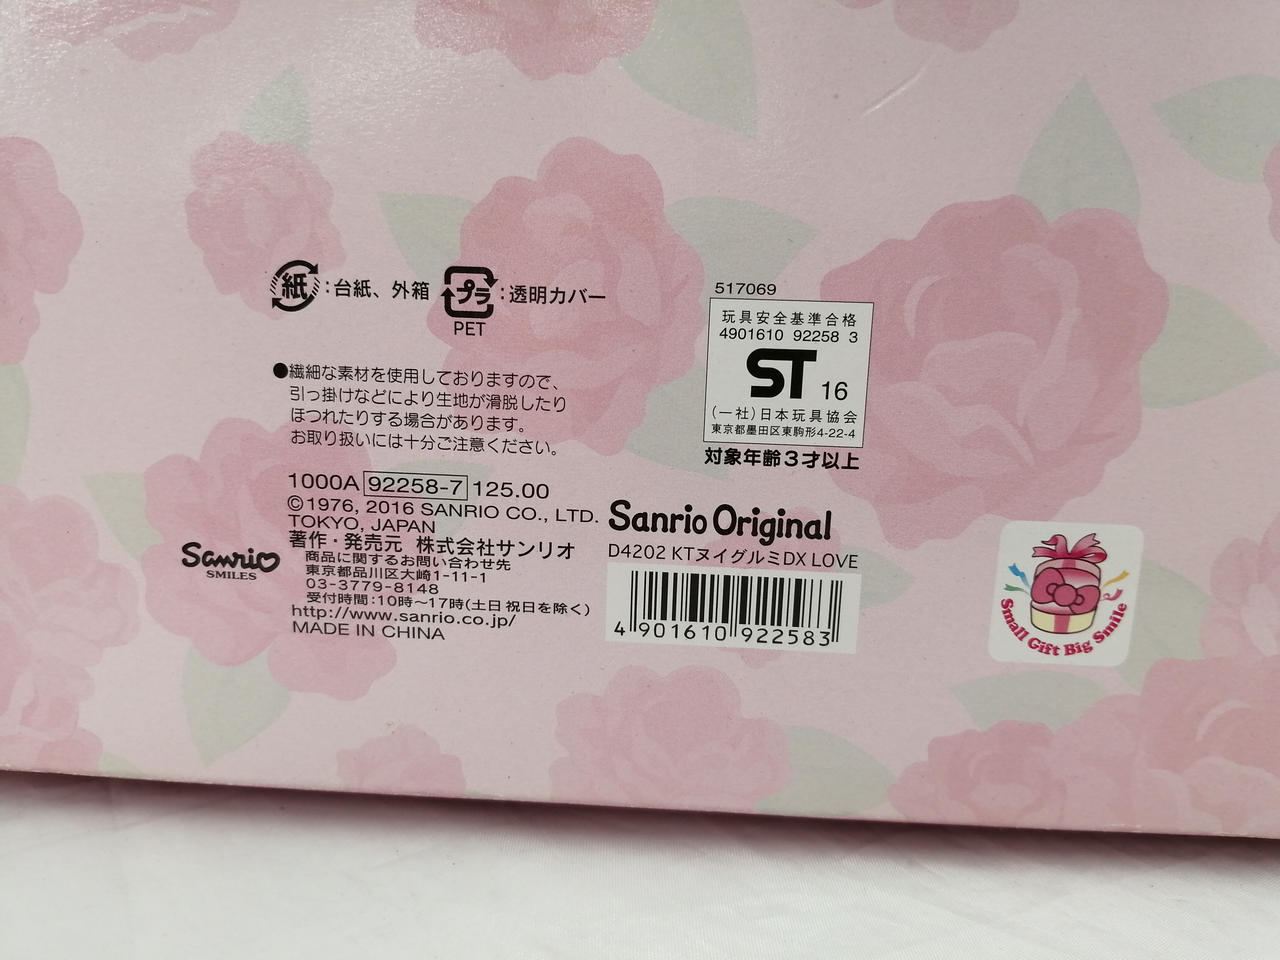 紙:台紙、外箱
プラ:透明カバー
PET
●繊細な素材を使用しておりますので、
引っ掛けなどにより生地が滑脱したり
ほつれたりする場合があります。
お取り扱いには十分ご注意ください。
517069
玩具安全基準合格
4901610 92258 3
ST 16
(一社)日本玩具協会
東京都墨田区東駒形4-22-4
対象年齢3才以上
1000A 92258-7 125.00
©1976, 2016 SANRIO CO., LTD.
TOKYO, JAPAN
著作・発売元 株式会社サンリオ
商品に関するお問い合わせ先
東京都品川区大崎1-11-1
03-3779-8148
受付時間:10時~17時(土日祝日を除く)
http://www.sanrio.co.jp/
MADE IN CHINA
Sanrio
SMILES
Sanrio Original
D4202 KTヌイグルミDX LOVE
4 901610 922583
Small Gift Big Smile